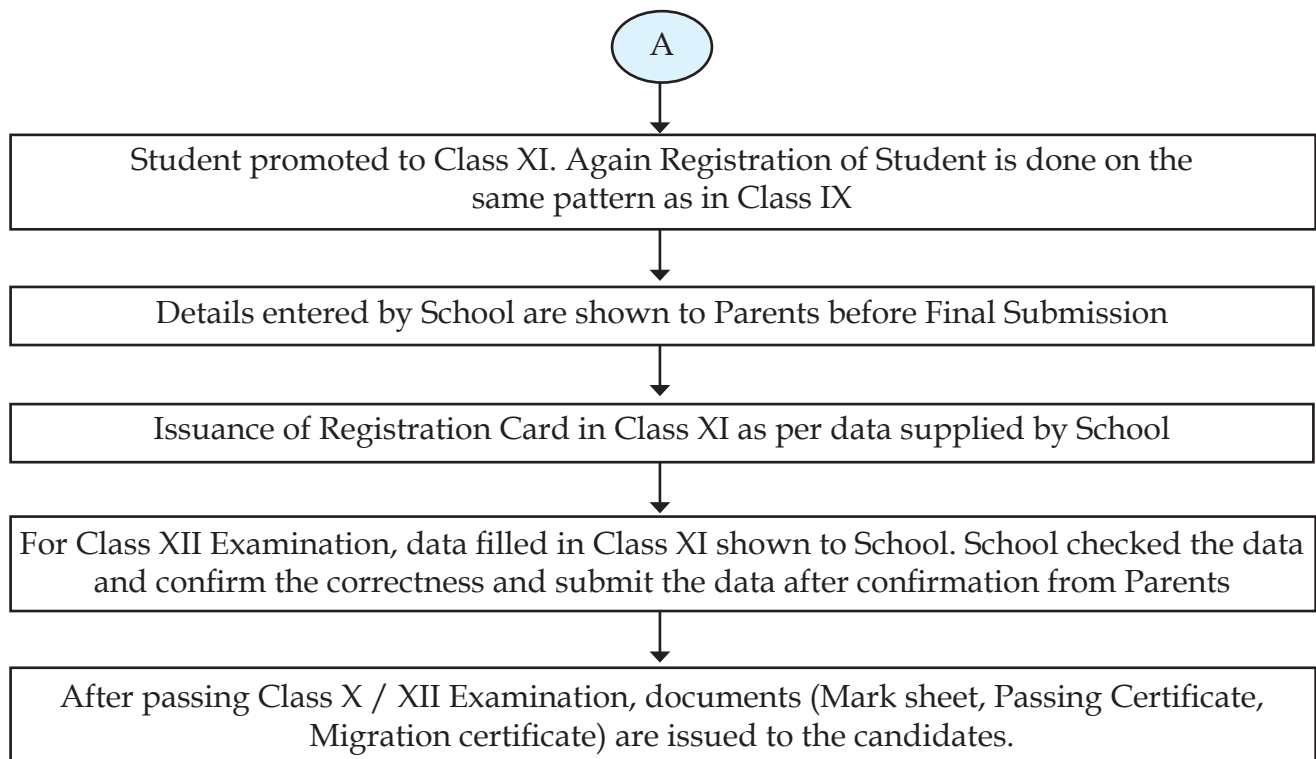 A
Student promoted to Class XI. Again Registration of Student is done on the
same pattern as in Class IX
Details entered by School are shown to Parents before Final Submission
Issuance of Registration Card in Class XI as per data supplied by School
For Class XII Examination, data filled in Class XI shown to School. School checked the data
and confirm the correctness and submit the data after confirmation from Parents
After passing Class X / XII Examination, documents (Mark sheet, Passing Certificate,
Migration certificate) are issued to the candidates.